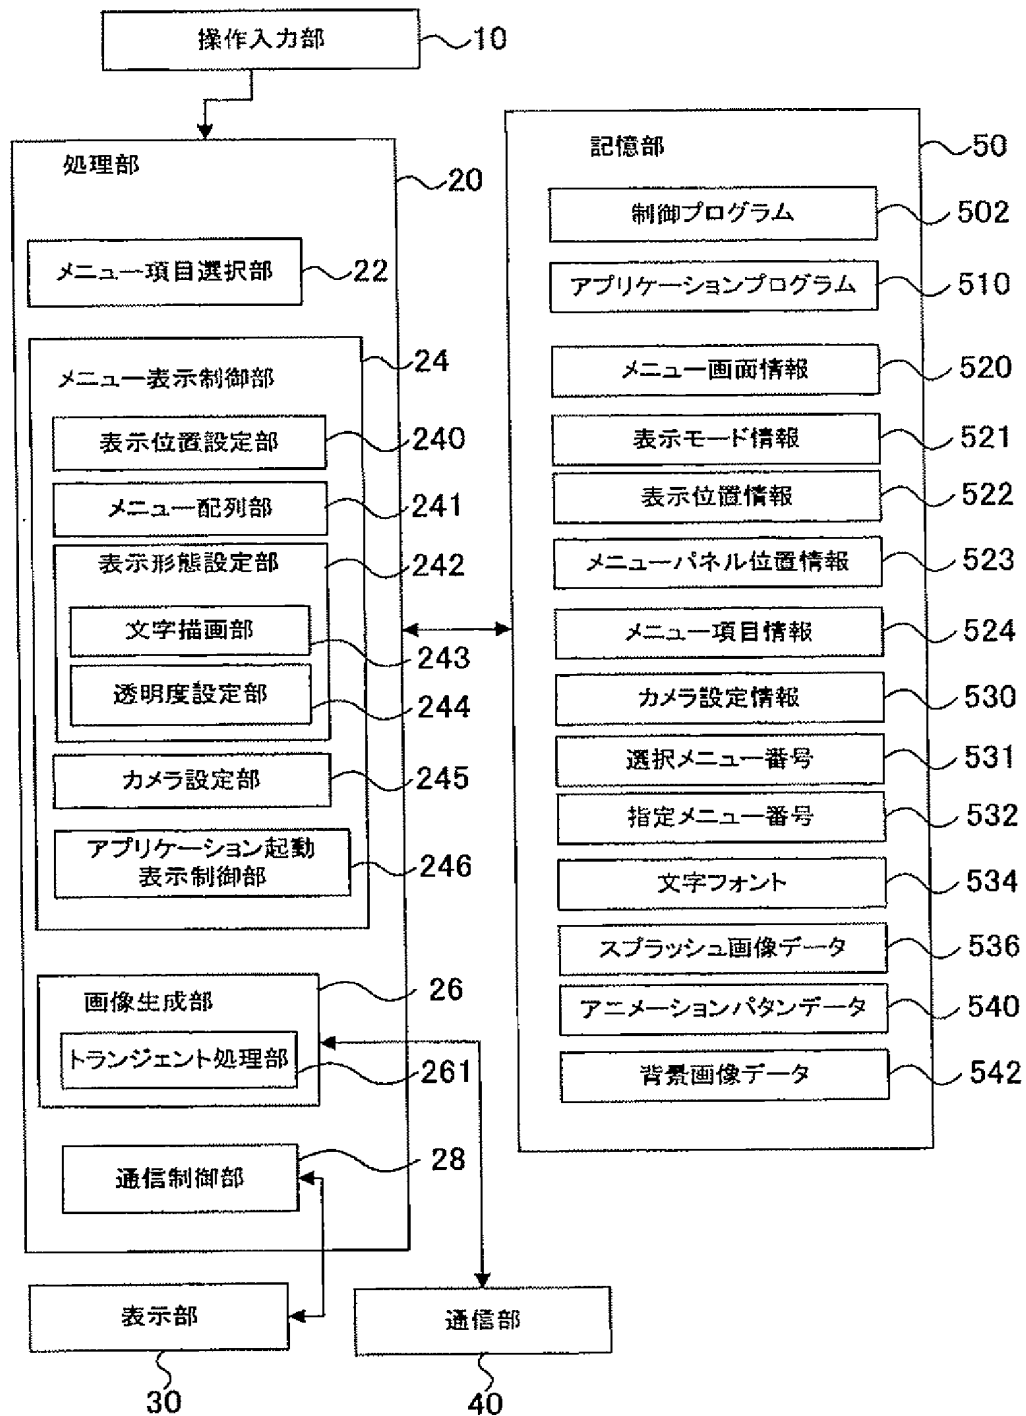 操作入力部
10
処理部
20
メニュー項目選択部
22
メニュー表示制御部
24
表示位置設定部
240
メニュー配列部
241
表示形態設定部
242
文字描画部
243
透明度設定部
244
カメラ設定部
245
アプリケーション起動
表示制御部
246
画像生成部
26
トランジェント処理部
261
通信制御部
28
表示部
30
通信部
40
記憶部
50
制御プログラム
502
アプリケーションプログラム
510
メニュー画面情報
520
表示モード情報
521
表示位置情報
522
メニューパネル位置情報
523
メニュー項目情報
524
カメラ設定情報
530
選択メニュー番号
531
指定メニュー番号
532
文字フォント
534
スプラッシュ画像データ
536
アニメーションパタンデータ
540
背景画像データ
542